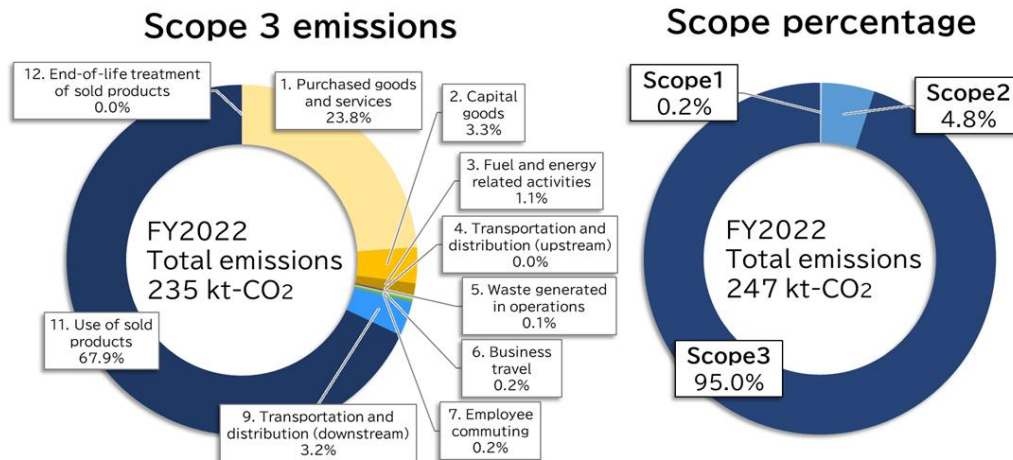 Scope 3 emissions
12. End-of-life treatment
of sold products
0.0%
1. Purchased goods
and services
23.8%
2. Capital
goods
3.3%
3. Fuel and energy
related activities
1.1%
4. Transportation and
distribution (upstream)
0.0%
5. Waste generated
in operations
0.1%
6. Business
travel
0.2%
7. Employee
commuting
0.2%
9. Transportation and
distribution (downstream)
3.2%
11. Use of sold
products
67.9%
FY2022
Total emissions
235 kt-CO2
Scope percentage
Scope1
0.2%
Scope2
4.8%
FY2022
Total emissions
247 kt-CO2
Scope3
95.0%